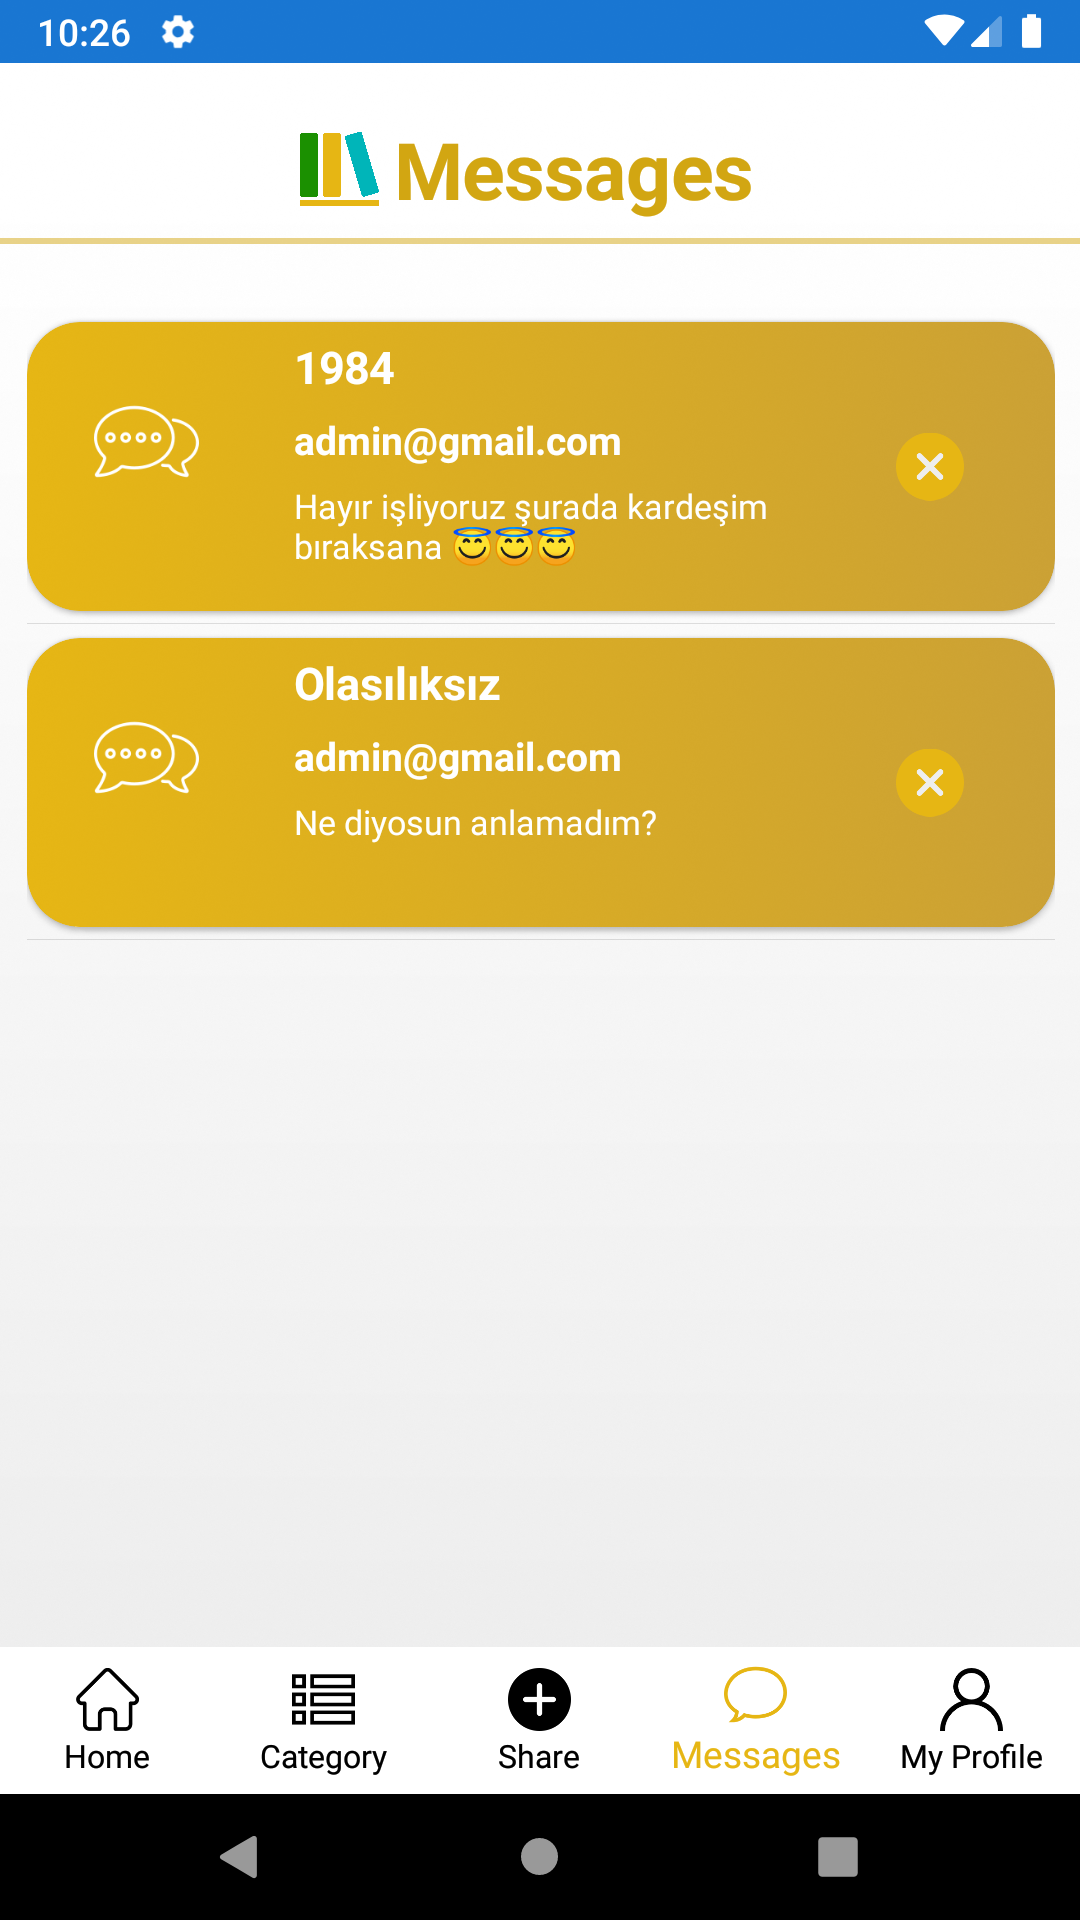 10:26
Messages
1984
admin@gmail.com
Hayır işliyoruz şurada kardeşim
bıraksana 😇😇😇
Olasılıksız
admin@gmail.com
Ne diyosun anlamadım?
Home
Category
Share
Messages
My Profile